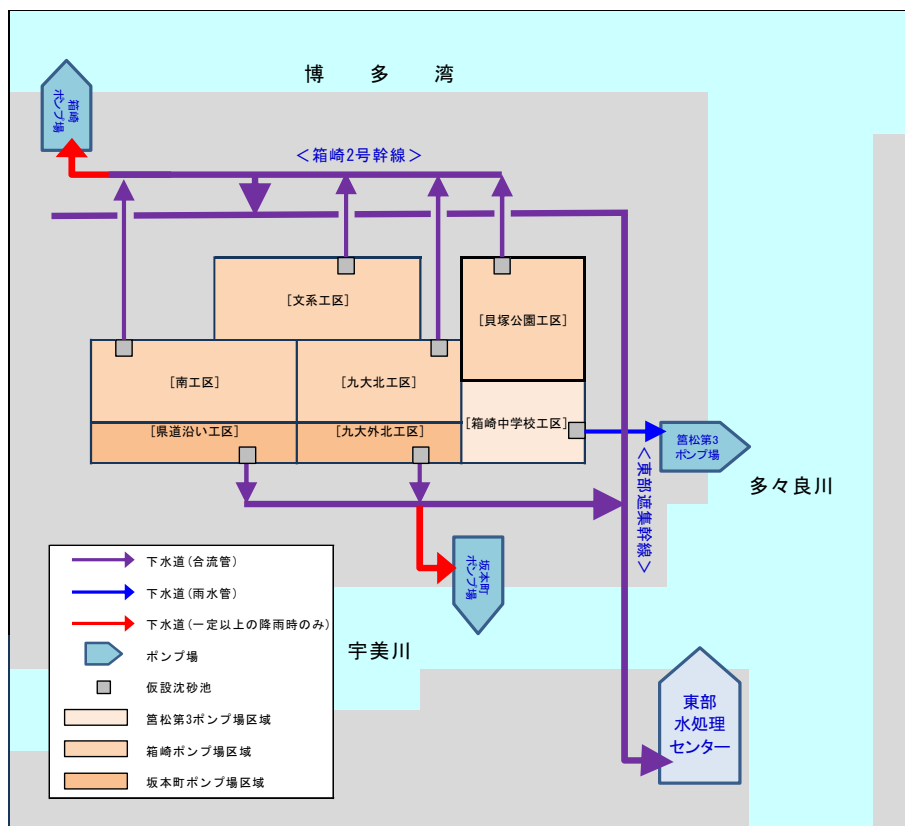 博多湾
箱崎
ポンプ場
＜箱崎2号幹線＞
[文系工区]
[貝塚公園工区]
[南工区]
[九大北工区]
[箱崎中学校工区]
[県道沿い工区]
[九大外北工区]
筥松第3
ポンプ場
多々良川
＜東部遮集幹線＞
坂本町
ポンプ場
宇美川
下水道(合流管)
下水道(雨水管)
下水道(一定以上の降雨時のみ)
ポンプ場
仮設沈砂池
筥松第3ポンプ場区域
箱崎ポンプ場区域
坂本町ポンプ場区域
東部
水処理
センター